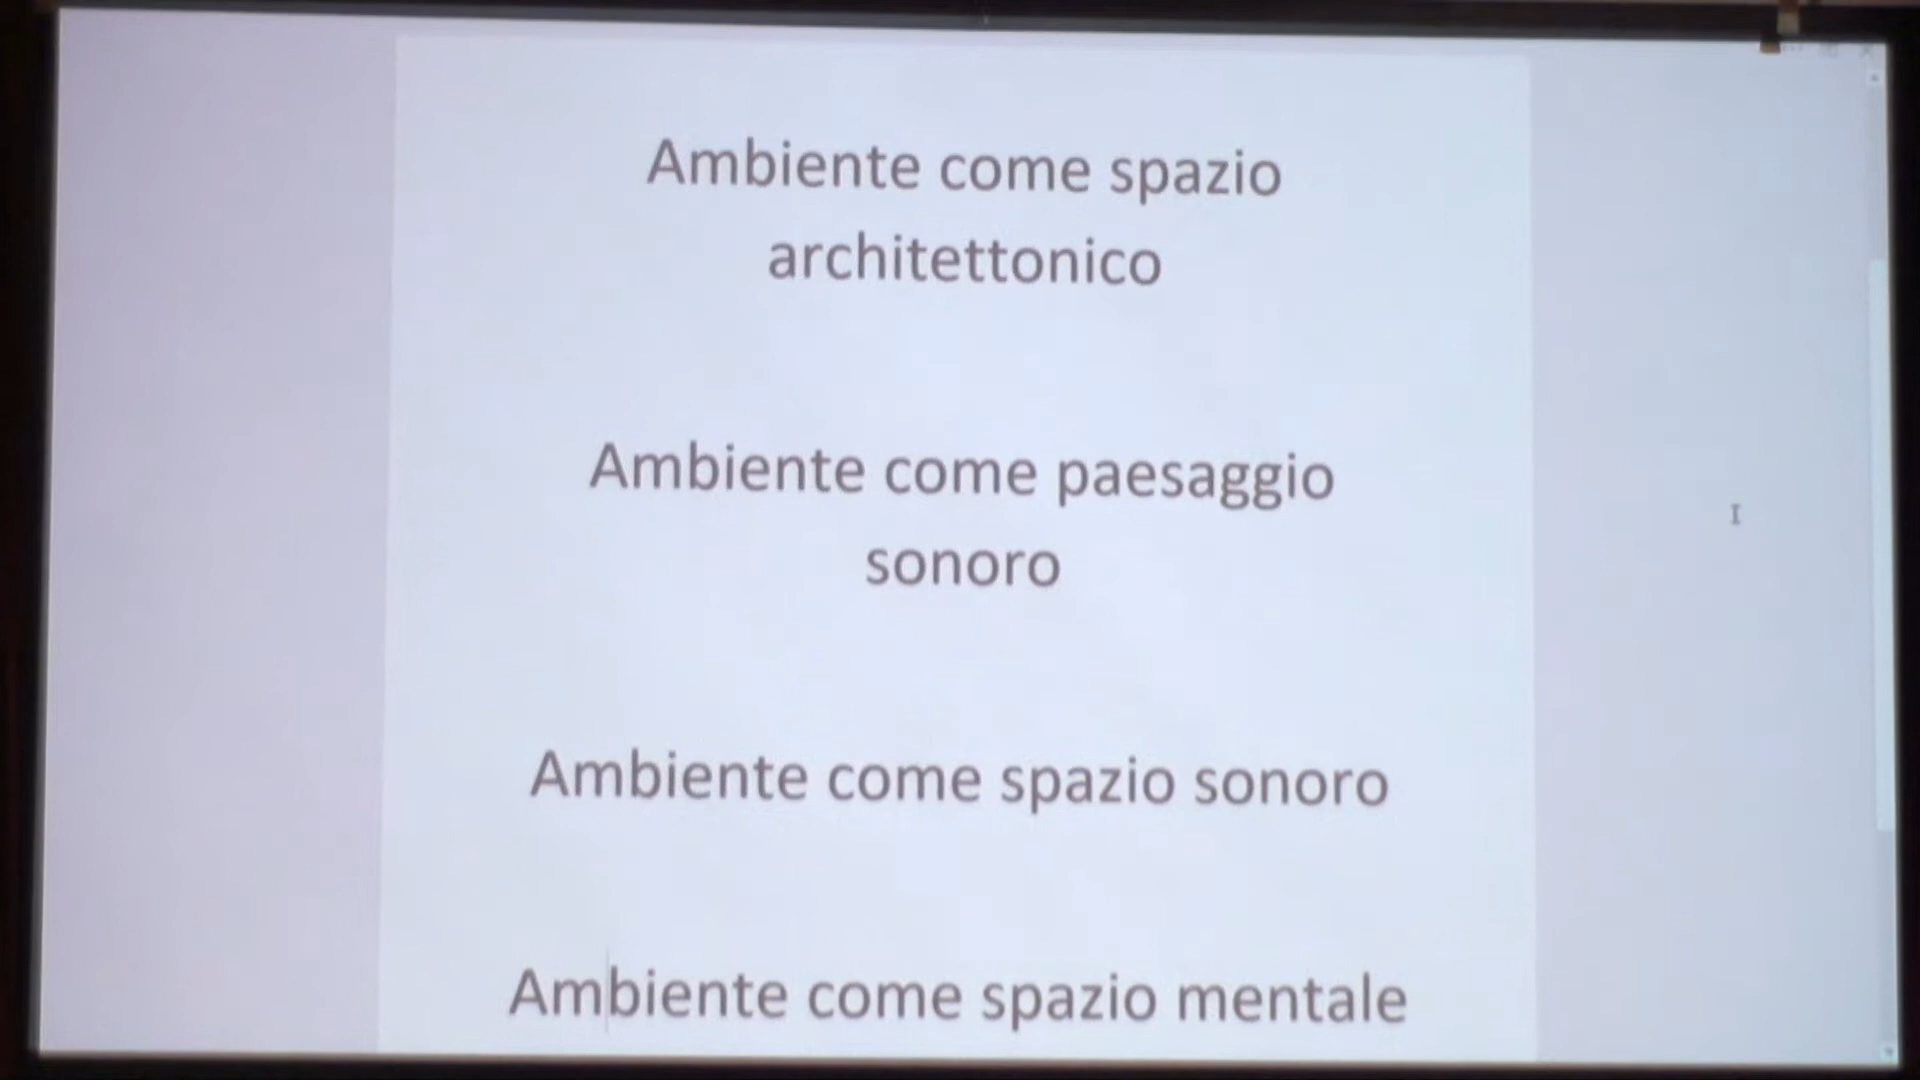 Ambiente come spazio
architettonico
Ambiente come paesaggio
sonoro
Ambiente come spazio sonoro
Ambiente come spazio mentale